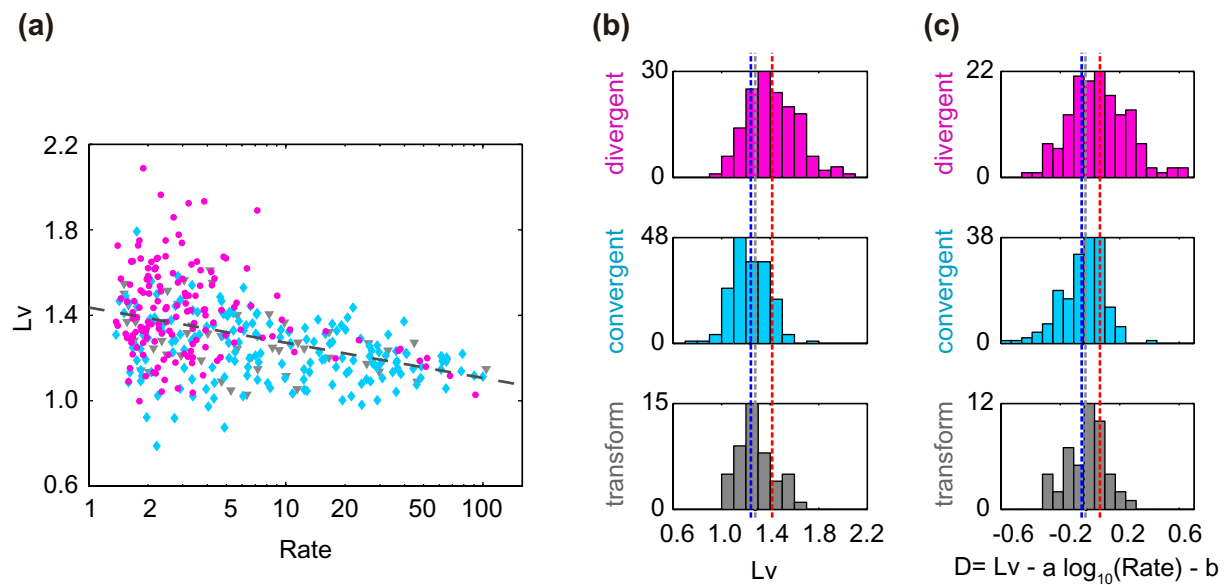 (a)
(b)
(c)
2.2
1.8
1.4
1.0
0.6
Lv
1
2
5
10
20
50
100
Rate
divergent
30
0
convergent
48
0
transform
15
0
0.6
1.0
1.4
1.8
2.2
Lv
divergent
22
0
convergent
38
0
transform
12
0
-0.6
-0.2
0.2
0.6
D= Lv - a log10(Rate) - b